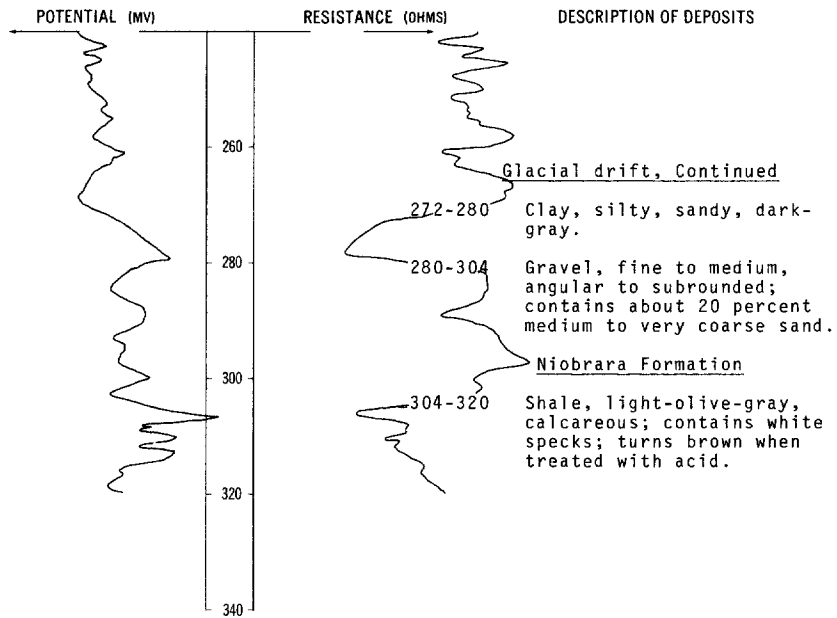 POTENTIAL (MV) RESISTANCE (OHMS) DESCRIPTION OF DEPOSITS
260
Glacial drift, Continued
272-280 Clay, silty, sandy, dark-
gray.
280
280-304 Gravel, fine to medium,
angular to subrounded;
contains about 20 percent
medium to very coarse sand.
Niobrara Formation
300
304-320 Shale, light-olive-gray,
calcareous; contains white
specks; turns brown when
treated with acid.
320
340